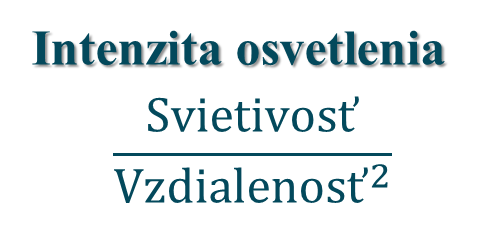 Intenzita osvetlenia
Svietivosť
Vzdialenosť²